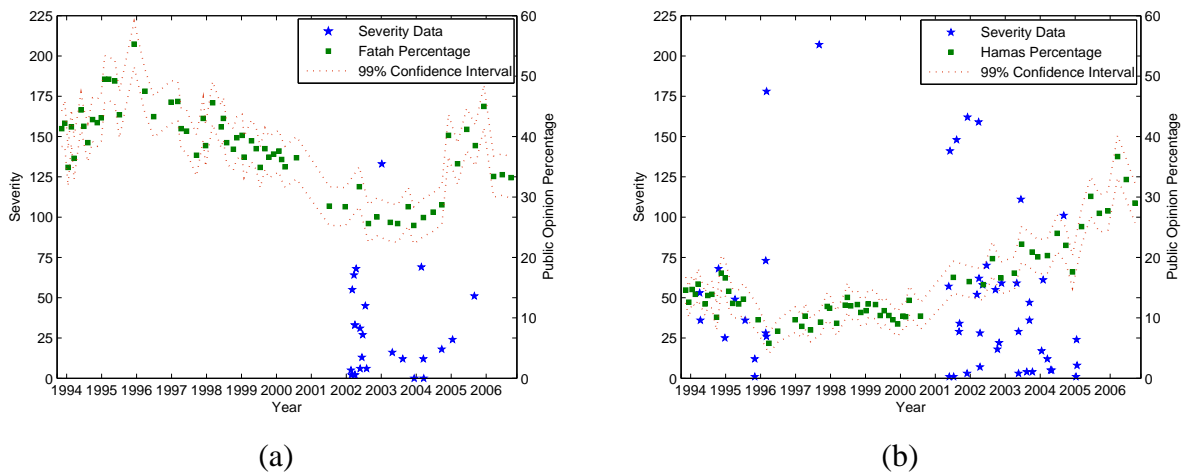 225
200
175
150
125
100
75
50
25
0
Severity
60
50
40
30
20
10
0
Public Opinion Percentage
Severity Data
Fatah Percentage
99% Confidence Interval
1994 1995 1996 1997 1998 1999 2000 2001 2002 2003 2004 2005 2006
Year
(a)
225
200
175
150
125
100
75
50
25
0
Severity
60
50
40
30
20
10
0
Public Opinion Percentage
Severity Data
Hamas Percentage
99% Confidence Interval
1994 1995 1996 1997 1998 1999 2000 2001 2002 2003 2004 2005 2006
Year
(b)